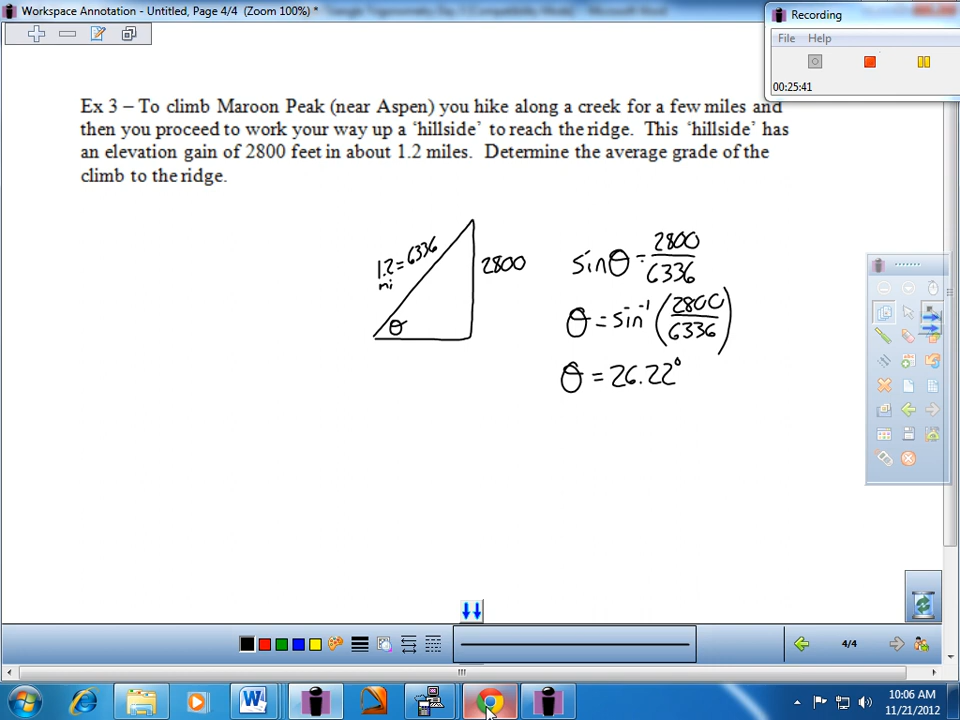 Workspace Annotation - Untitled, Page 4/4 (Zoom 100%) *
Recording
File Help
00:25:41
Ex 3 – To climb Maroon Peak (near Aspen) you hike along a creek for a few miles and
then you proceed to work your way up a 'hillside' to reach the ridge. This 'hillside' has
an elevation gain of 2800 feet in about 1.2 miles. Determine the average grade of the
climb to the ridge.
1.2 = 6336
mi
2800
θ
sin θ = 2800/6336
θ = sin⁻¹ (2800/6336)
θ = 26.22°
4/4
10:06 AM
11/21/2012